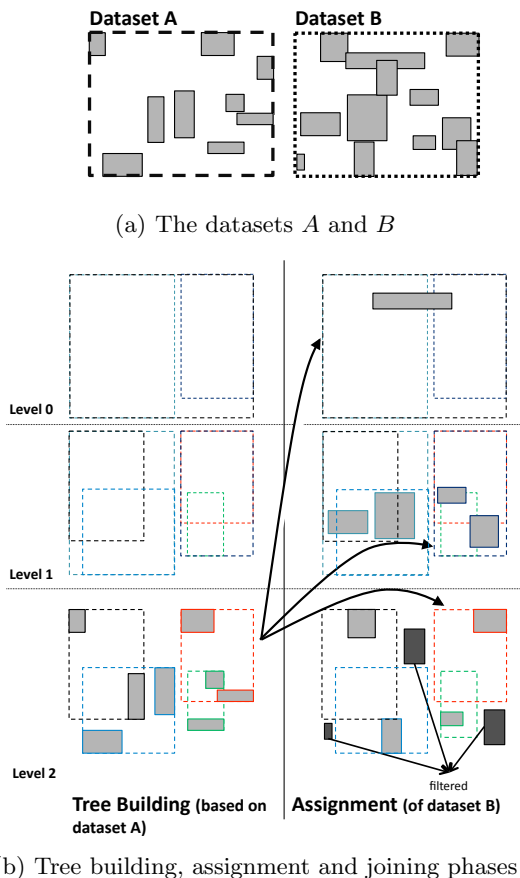 Dataset A
Dataset B
(a) The datasets A and B
Level 0
Level 1
Level 2
filtered
Tree Building (based on
dataset A)
Assignment (of dataset B)
b) Tree building, assignment and joining phases